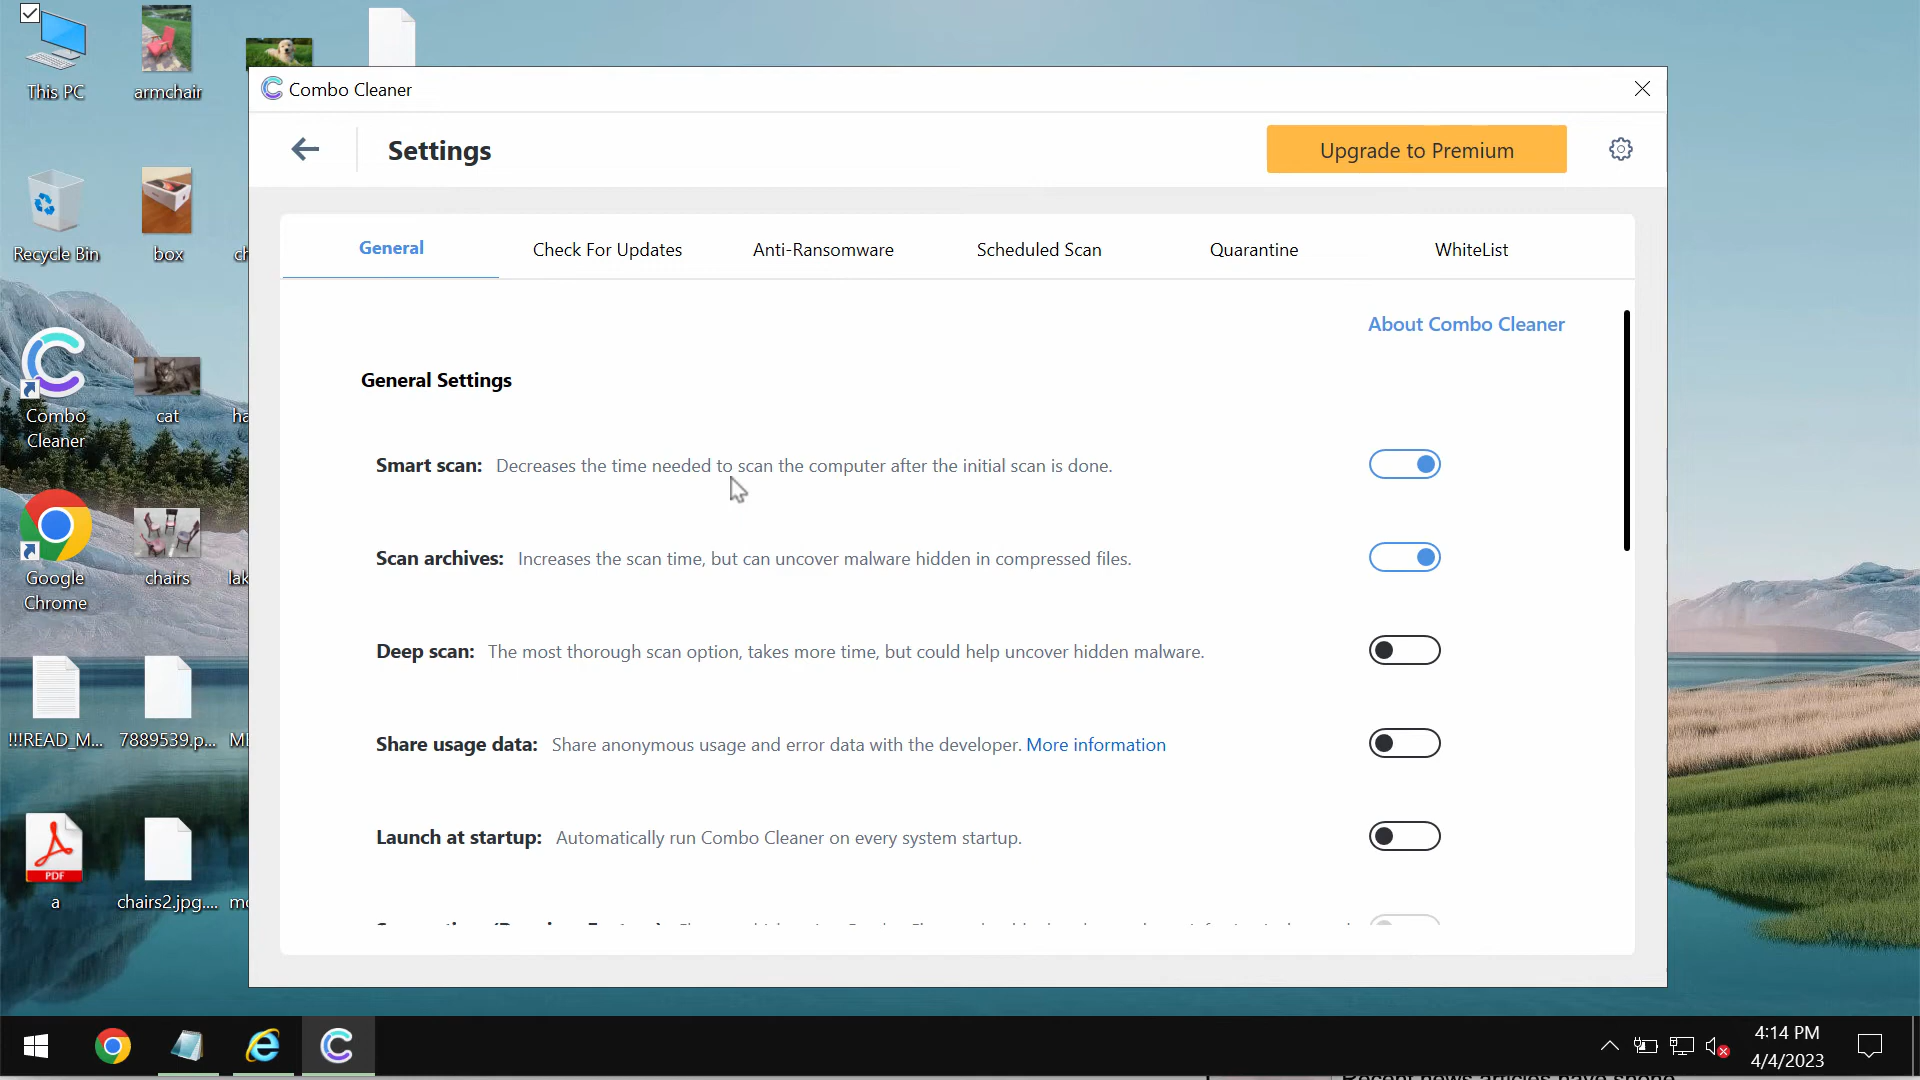 Combo Cleaner
Settings
Upgrade to Premium
General
Check For Updates
Anti-Ransomware
Scheduled Scan
Quarantine
WhiteList
About Combo Cleaner
General Settings
Smart scan: Decreases the time needed to scan the computer after the initial scan is done.
Scan archives: Increases the scan time, but can uncover malware hidden in compressed files.
Deep scan: The most thorough scan option, takes more time, but could help uncover hidden malware.
Share usage data: Share anonymous usage and error data with the developer. More information
Launch at startup: Automatically run Combo Cleaner on every system startup.
This PC
armchair
Recycle Bin
box
ch
Combo
Cleaner
cat
ha
Google
Chrome
chairs
lak
!!!READ_M...
7889539.p...
PDF
a
chairs2.jpg....
mo
4:14 PM
4/4/2023